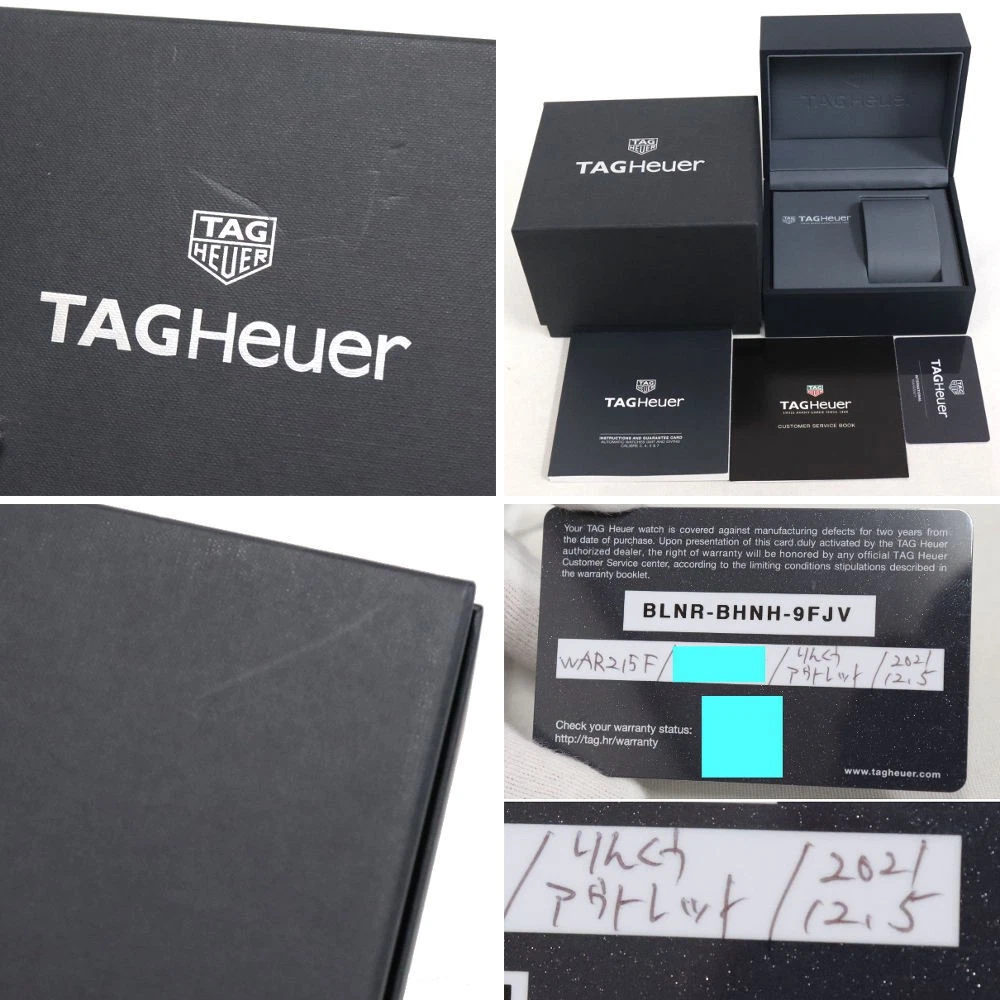 TAG
HEUER
TAGHeuer
TAG
HEUER
TAGHeuer
TAGHeuer
TAGHeuer
TAG
HEUER
TAGHeuer
INSTRUCTIONS AND GUARANTEE CARD
TAG
HEUER
TAGHeuer
CUSTOMER SERVICE BOOK
TAGHeuer
Your TAG Heuer watch is covered against manufacturing defects for two years from
the date of purchase. Upon presentation of this card duly activated by the TAG Heuer
authorized dealer, the right of warranty will be honored by any official TAG Heuer
Customer Service center, according to the limiting conditions stipulations described in
the warranty booklet.
BLNR-BHNH-9FJV
WAR215F / / りんくう アウトレット / 2021 12.5
Check your warranty status:
http://tag.hr/warranty
www.tagheuer.com
/ りんくう / 2021
アウトレット 12.5